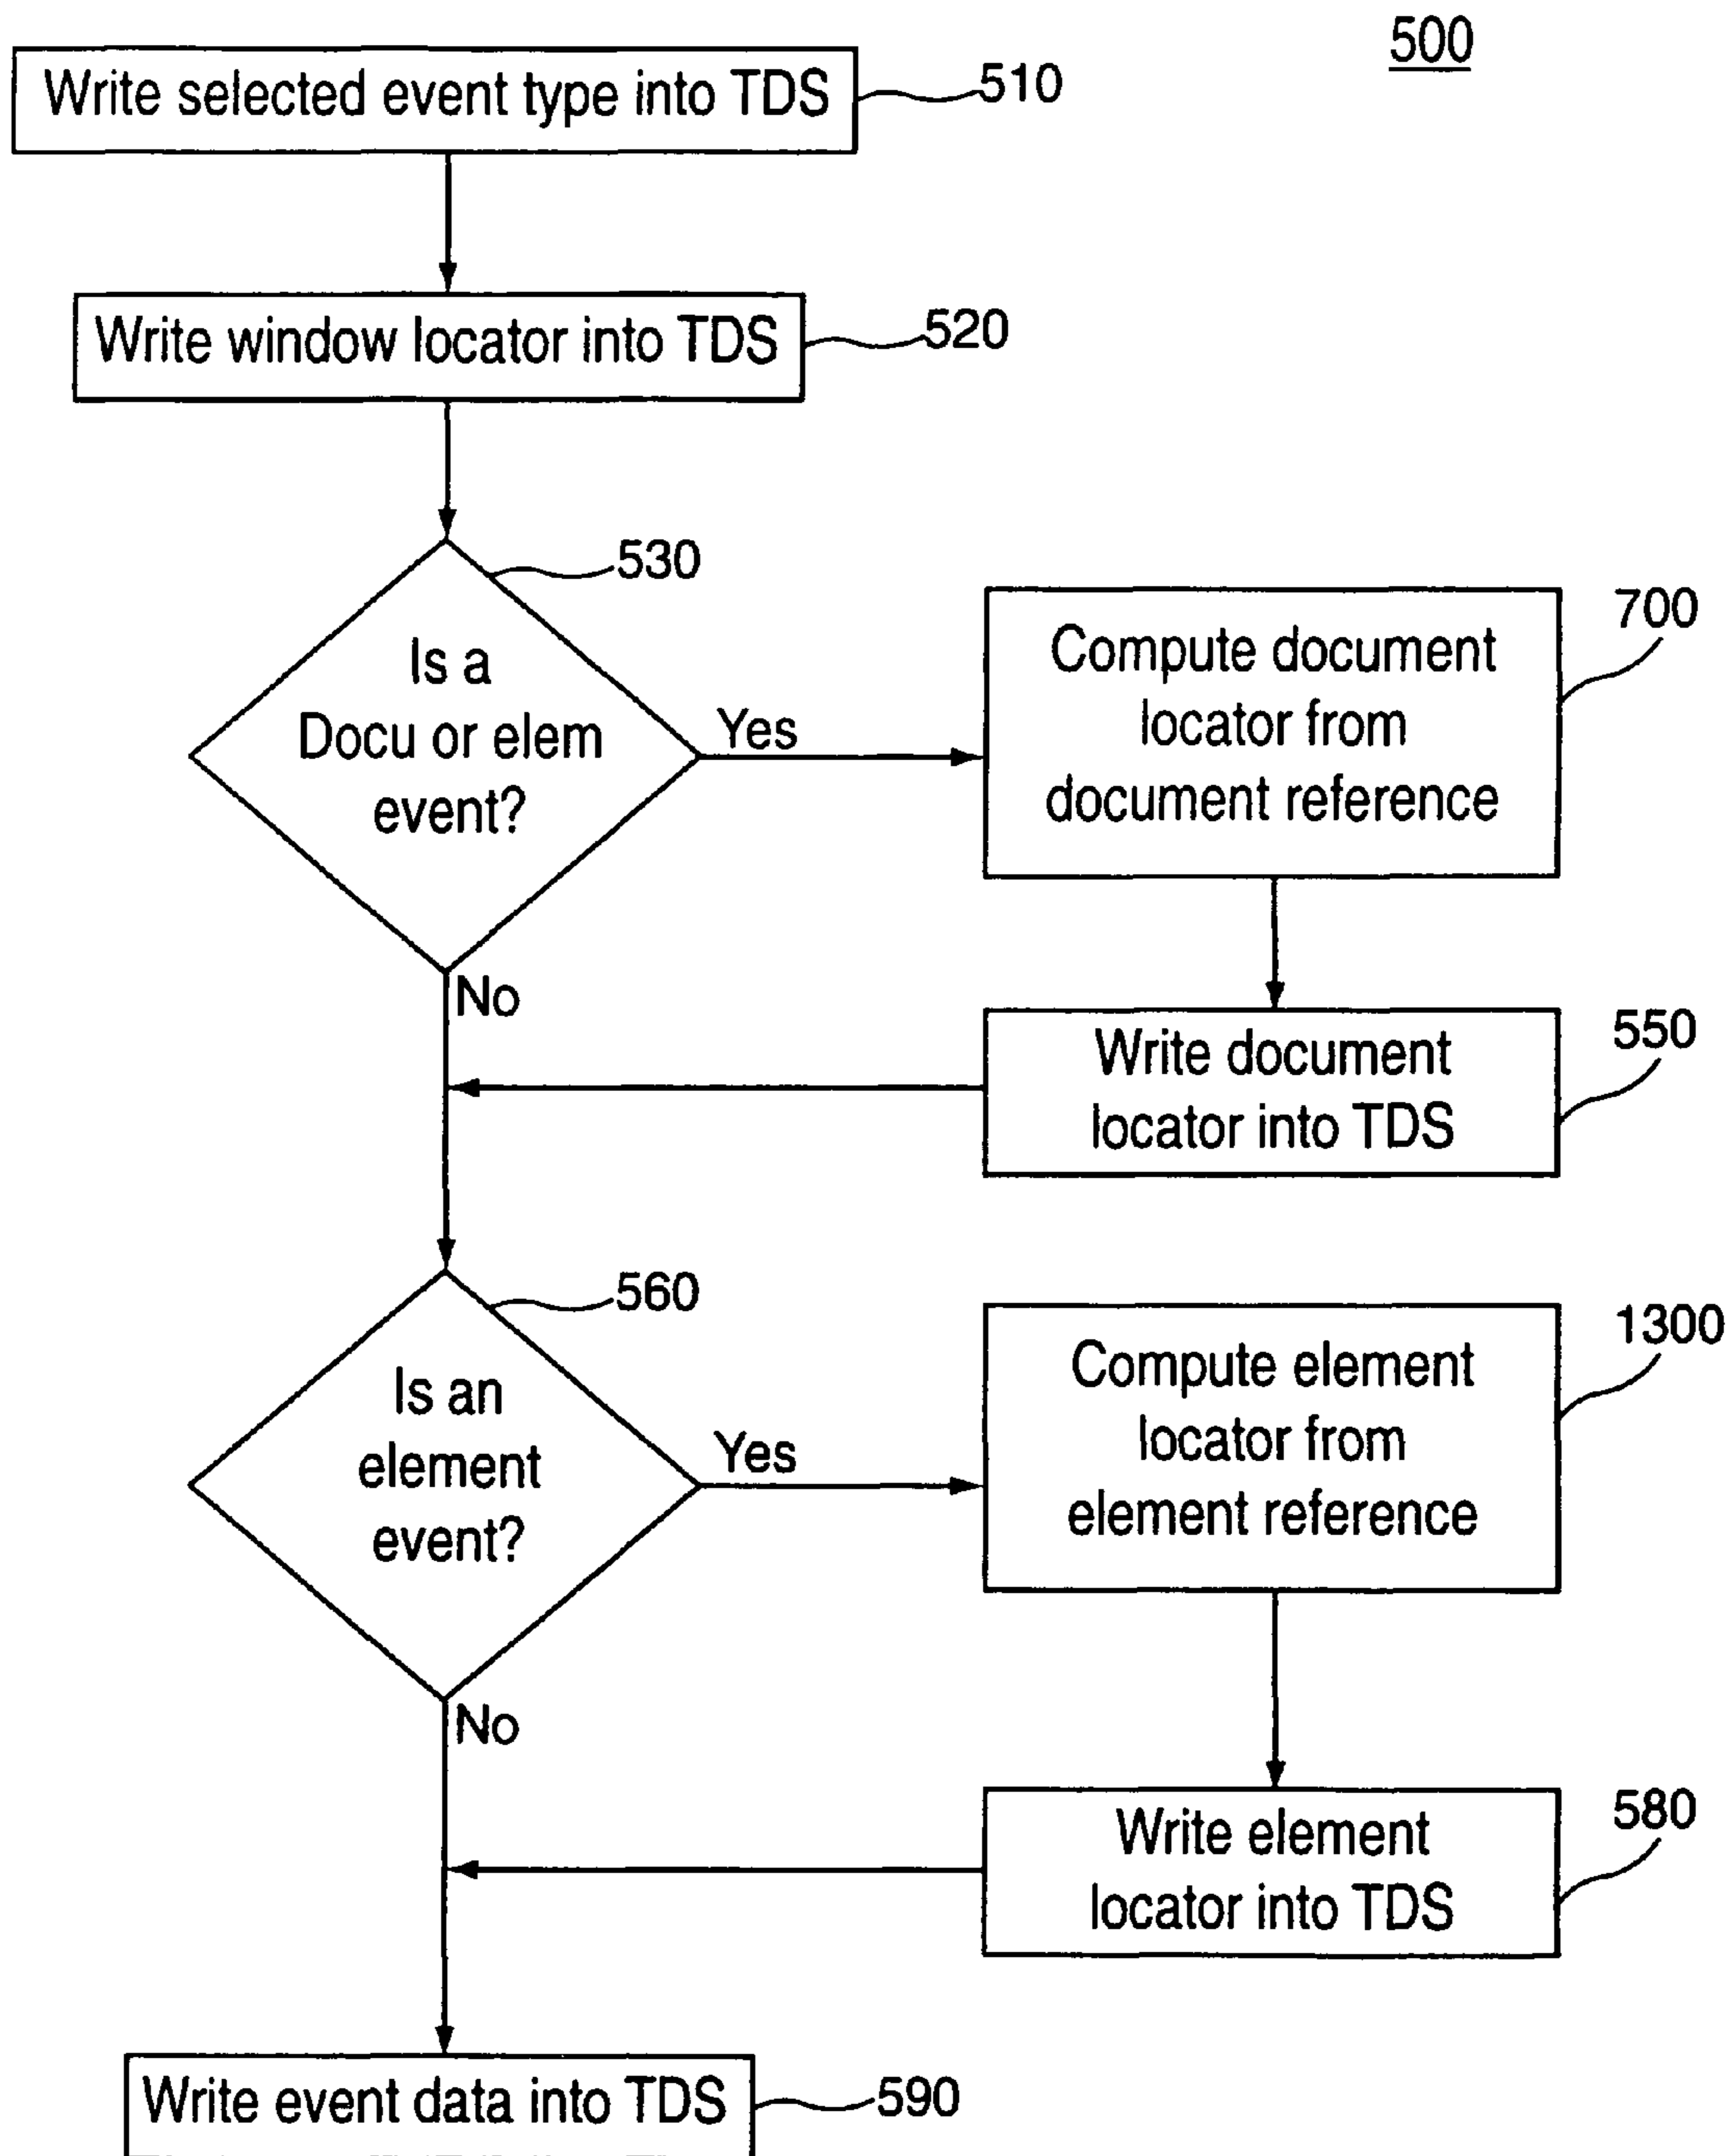 500
Write selected event type into TDS
510
Write window locator into TDS
520
530
Is a
Docu or elem
event?
Yes
No
700
Compute document
locator from
document reference
550
Write document
locator into TDS
560
Is an
element
event?
Yes
No
1300
Compute element
locator from
element reference
580
Write element
locator into TDS
Write event data into TDS
590